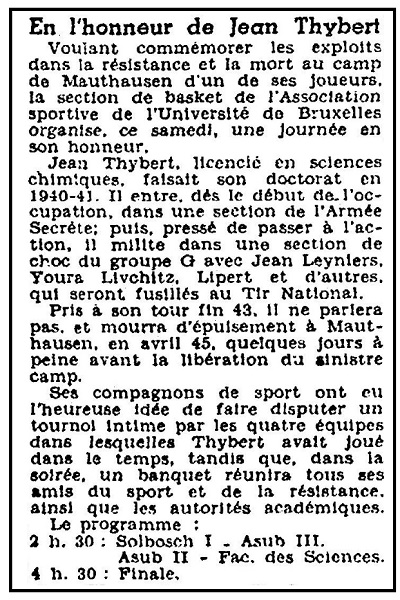 En l'honneur de Jean Thybert
Voulant commémorer les exploits
dans la résistance et la mort au camp
de Mauthausen d'un de ses joueurs,
la section de basket de l'Association
sportive de l'Université de Bruxelles
organise, ce samedi, une journée en
son honneur.
Jean Thybert, licencié en sciences
chimiques, faisait son doctorat en
1940-41. Il entre, dès le début de l'oc-
cupation, dans une section de l'Armée
Secrète; puis, pressé de passer à l'ac-
tion, il milite dans une section de
choc du groupe G avec Jean Leyniers,
Youra Livchitz, Lipert et d'autres,
qui seront fusillés au Tir National.
Pris à son tour fin 43, il ne parlera
pas, et mourra d'épuisement à Maut-
hausen, en avril 45, quelques jours à
peine avant la libération du sinistre
camp.
Ses compagnons de sport ont eu
l'heureuse idée de faire disputer un
tournoi intime par les quatre équipes
dans lesquelles Thybert avait joué
dans le temps, tandis que, dans la
soirée, un banquet réunira tous ses
amis du sport et de la résistance,
ainsi que les autorités académiques.
Le programme :
2 h. 30 : Solbosch I - Asub III.
Asub II - Fac. des Sciences.
4 h. 30 : Finale.